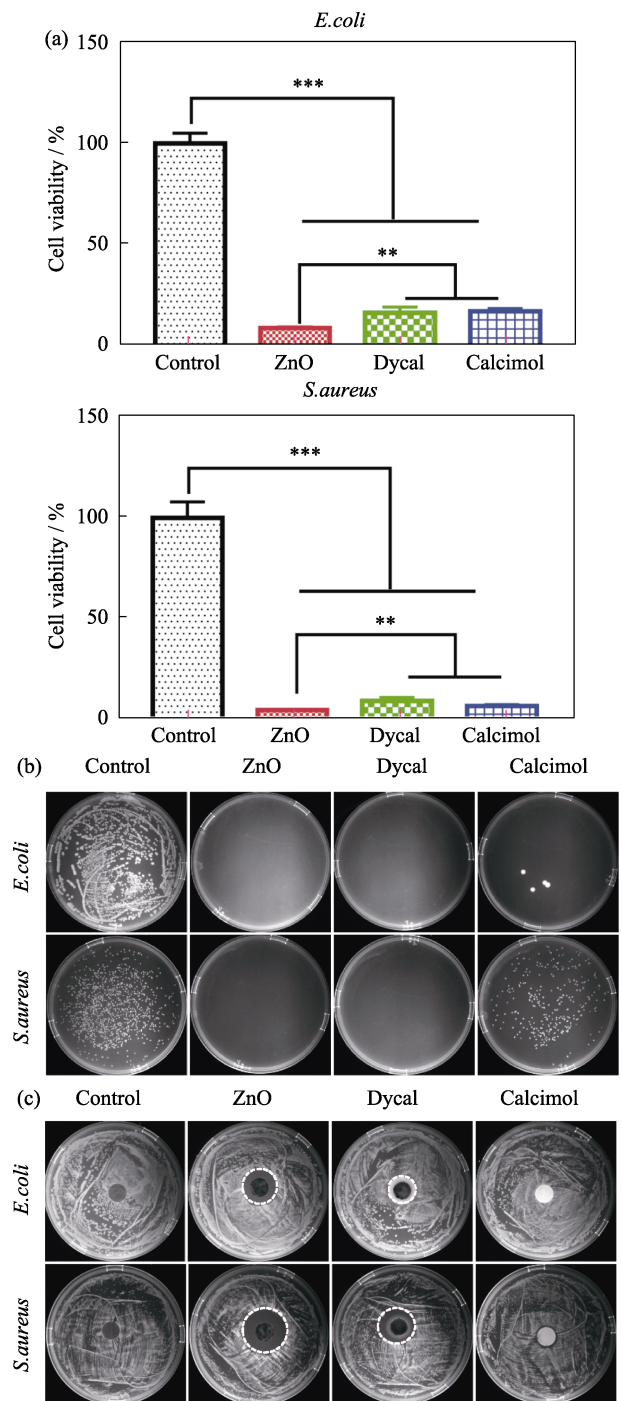 E.coli
(a)
150
100
50
0
Cell viability / %
***
**
Control ZnO Dycal Calcimol
S.aureus
150
100
50
0
Cell viability / %
***
**
Control ZnO Dycal Calcimol
(b)
Control ZnO Dycal Calcimol
E.coli
S.aureus
(c)
Control ZnO Dycal Calcimol
E.coli
S.aureus